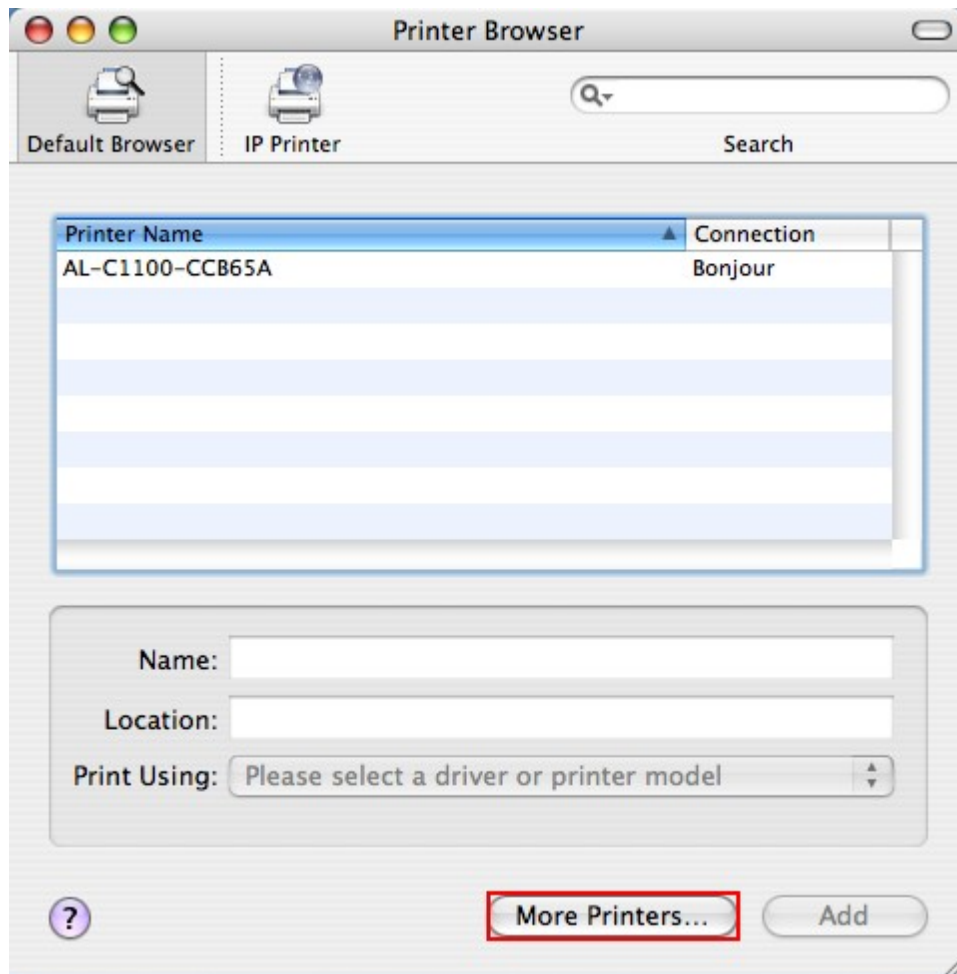 Printer Browser
Default Browser
IP Printer
Search
Printer Name Connection
AL-C1100-CCB65A Bonjour
Name:
Location:
Print Using: Please select a driver or printer model
? More Printers... Add